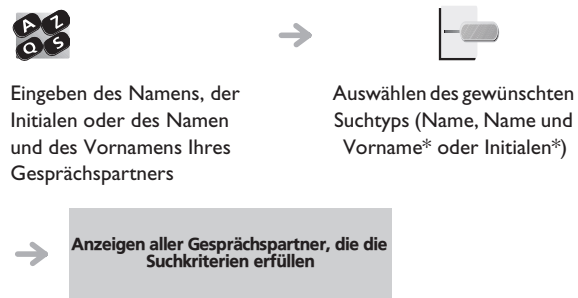 A Z
Q S
Eingeben des Namens, der
Initialen oder des Namen
und des Vornamens Ihres
Gesprächspartners
Auswählen des gewünschten
Suchtyps (Name, Name und
Vorname* oder Initialen*)
Anzeigen aller Gesprächspartner, die die
Suchkriterien erfüllen